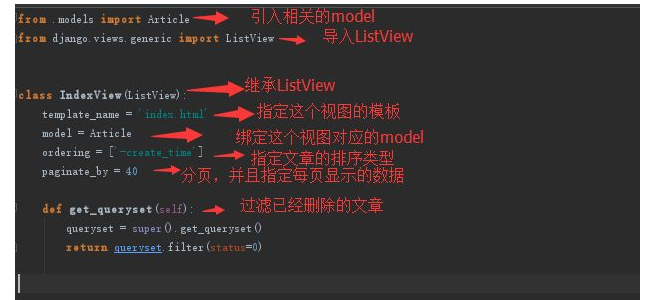 from .models import Article 引入相关的model
from django.views.generic import ListView 导入ListView
class IndexView(ListView): 继承ListView
template_name = 'index.html' 指定这个视图的模板
model = Article 绑定这个视图对应的model
ordering = ['-create_time'] 指定文章的排序类型
paginate_by = 40 分页，并且指定每页显示的数据
def get_queryset(self): 过滤已经删除的文章
queryset = super().get_queryset()
return queryset.filter(status=0)